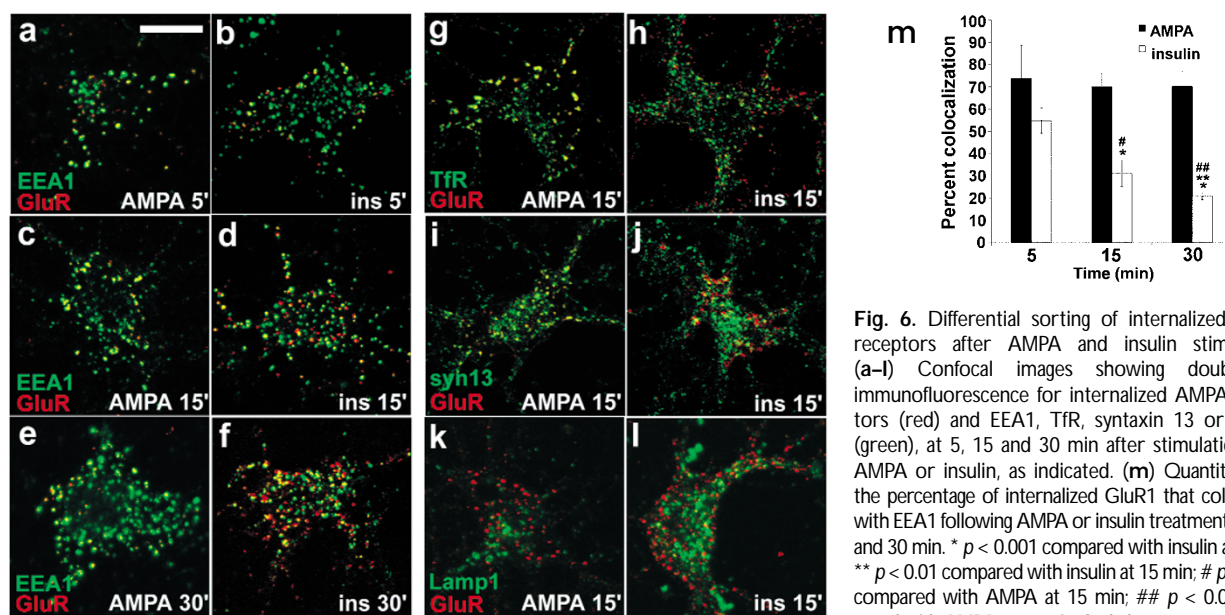 a
b
EEA1
GluR
AMPA 5'
ins 5'
c
d
EEA1
GluR
AMPA 15'
ins 15'
e
f
EEA1
GluR
AMPA 30'
ins 30'
g
h
TfR
GluR
AMPA 15'
ins 15'
i
j
syn13
GluR
AMPA 15'
ins 15'
k
l
Lamp1
GluR
AMPA 15'
ins 15'
m
Percent colocalization
100
90
80
70
60
50
40
30
20
10
0
AMPA
insulin
#
*
##
**
*
5 15 30
Time (min)
Fig. 6. Differential sorting of internalized
receptors after AMPA and insulin stim
(a–l) Confocal images showing doub
immunofluorescence for internalized AMPA
tors (red) and EEA1, TfR, syntaxin 13 or
(green), at 5, 15 and 30 min after stimulati
AMPA or insulin, as indicated. (m) Quantit
the percentage of internalized GluR1 that col
with EEA1 following AMPA or insulin treatment
and 30 min. * p < 0.001 compared with insulin a
** p < 0.01 compared with insulin at 15 min; # p
compared with AMPA at 15 min; ## p < 0.0